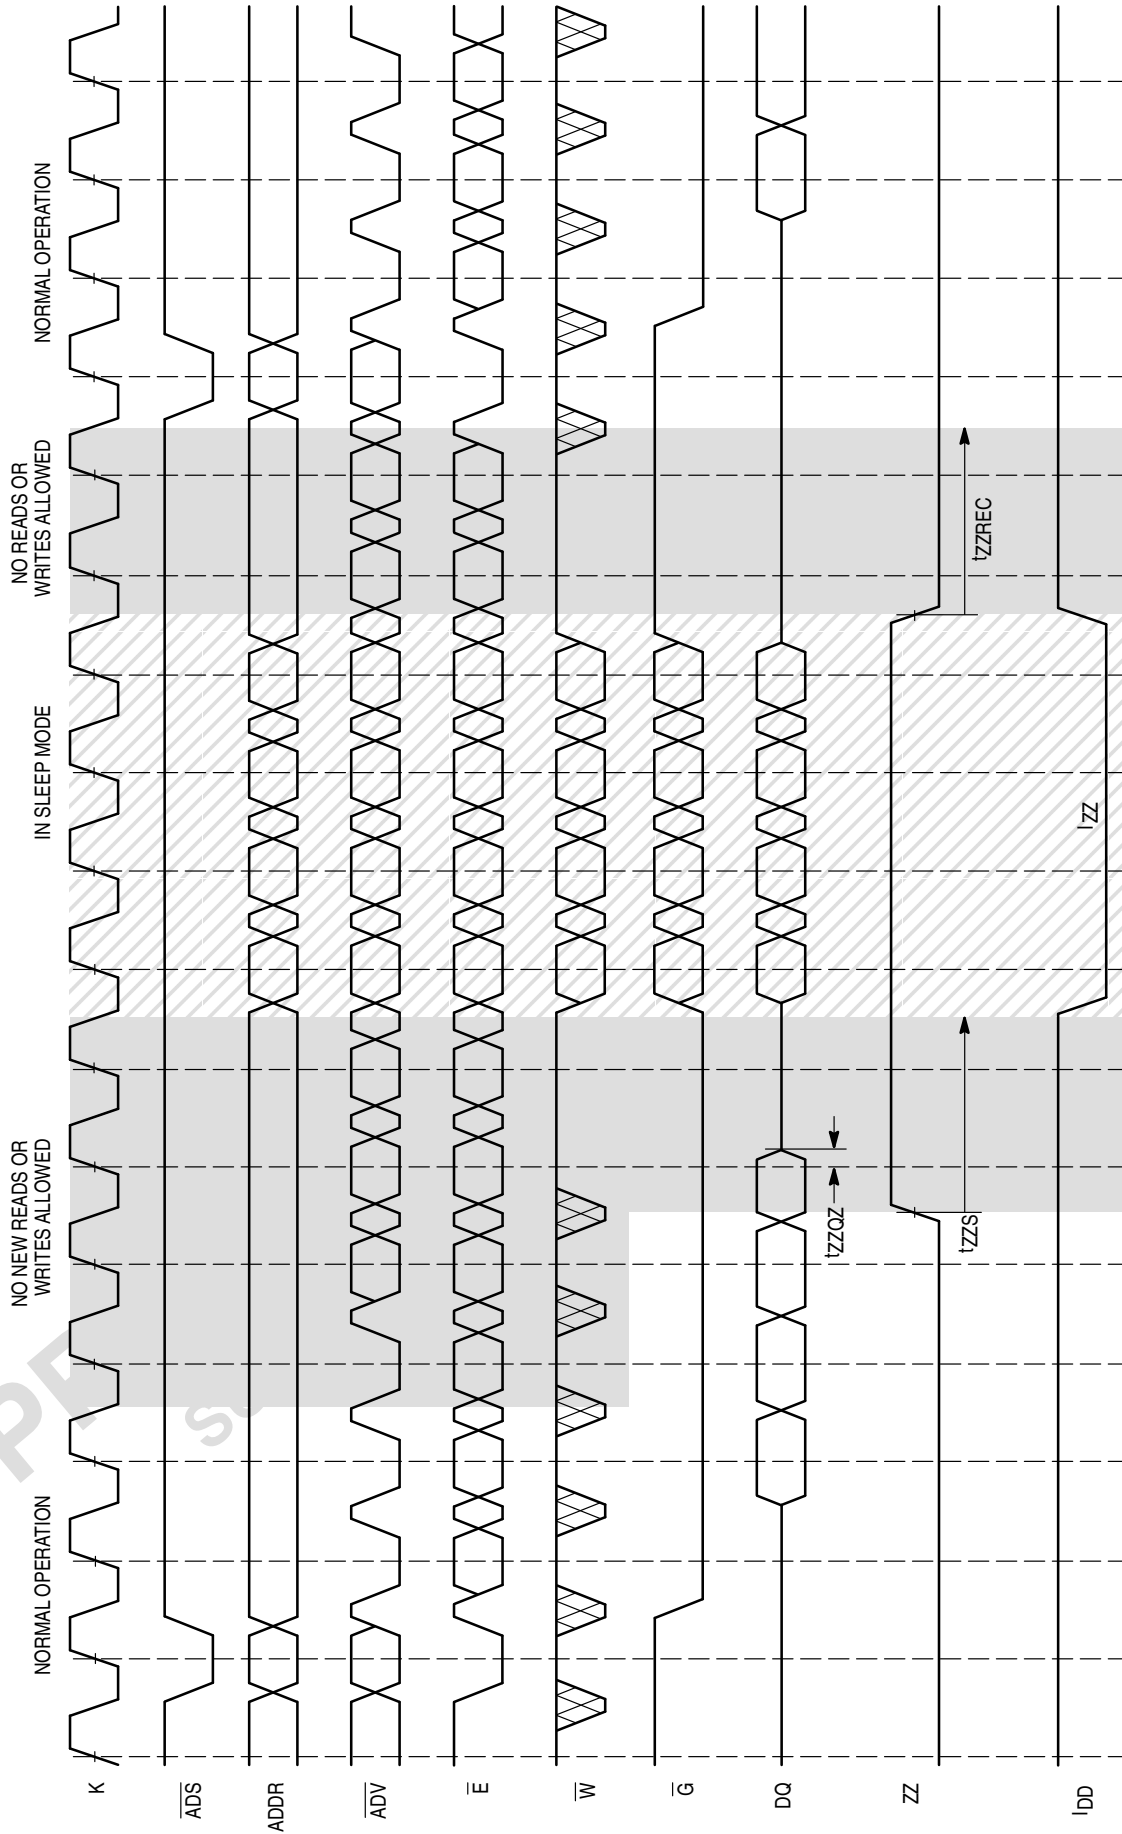 NORMAL OPERATION
NO NEW READS OR
WRITES ALLOWED
IN SLEEP MODE
NO READS OR
WRITES ALLOWED
NORMAL OPERATION
K
ADS
ADDR
ADV
E
W
G
DQ
tZZQZ
ZZ
tZZS
tZZREC
IDD
IZZ